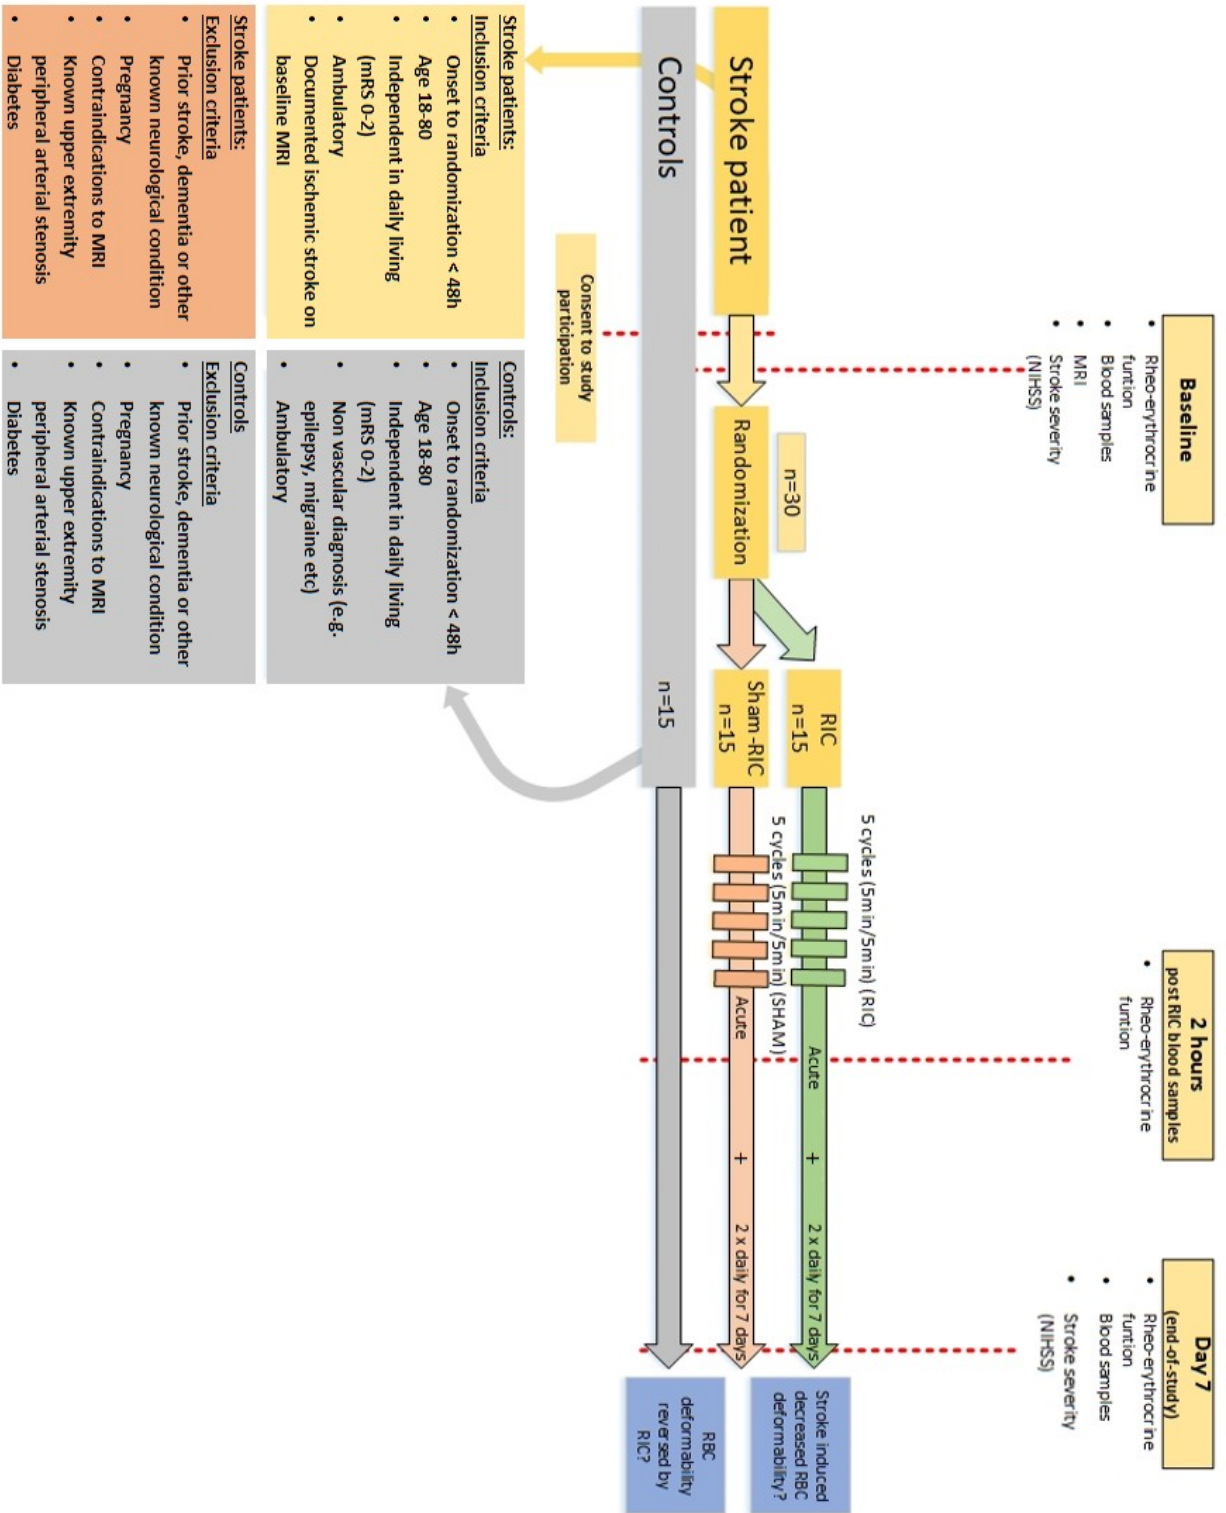 Baseline
• Rheo-erythrocrine
funtion
• Blood samples
• MRI
• Stroke severity
(NIHSS)
2 hours
post RIC blood samples
• Rheo-erythrocrine
funtion
Day 7
(end-of-study)
• Rheo-erythrocrine
funtion
• Blood samples
• Stroke severity
(NIHSS)
5 cycles (5min/5min) (RIC)
n=30
RIC
n=15
Acute + 2 x daily for 7 days
Stroke induced
decreased RBC
deformability?
5 cycles (5min/5min) (SHAM)
Stroke patient
Randomization
Sham-RIC
n=15
Acute + 2 x daily for 7 days
Controls
n=15
RBC
deformability
reversed by
RIC?
Consent to study
participation
Stroke patients:
Inclusion criteria
• Onset to randomization < 48h
• Age 18-80
• Independent in daily living
(mRS 0-2)
• Ambulatory
• Documented ischemic stroke on
baseline MRI
Controls:
Inclusion criteria
• Onset to randomization < 48h
• Age 18-80
• Independent in daily living
(mRS 0-2)
• Non vascular diagnosis (e.g.
epilepsy, migraine etc)
• Ambulatory
Stroke patients:
Exclusion criteria
• Prior stroke, dementia or other
known neurological condition
• Pregnancy
• Contraindications to MRI
• Known upper extremity
peripheral arterial stenosis
• Diabetes
Controls
Exclusion criteria
• Prior stroke, dementia or other
known neurological condition
• Pregnancy
• Contraindications to MRI
• Known upper extremity
peripheral arterial stenosis
• Diabetes